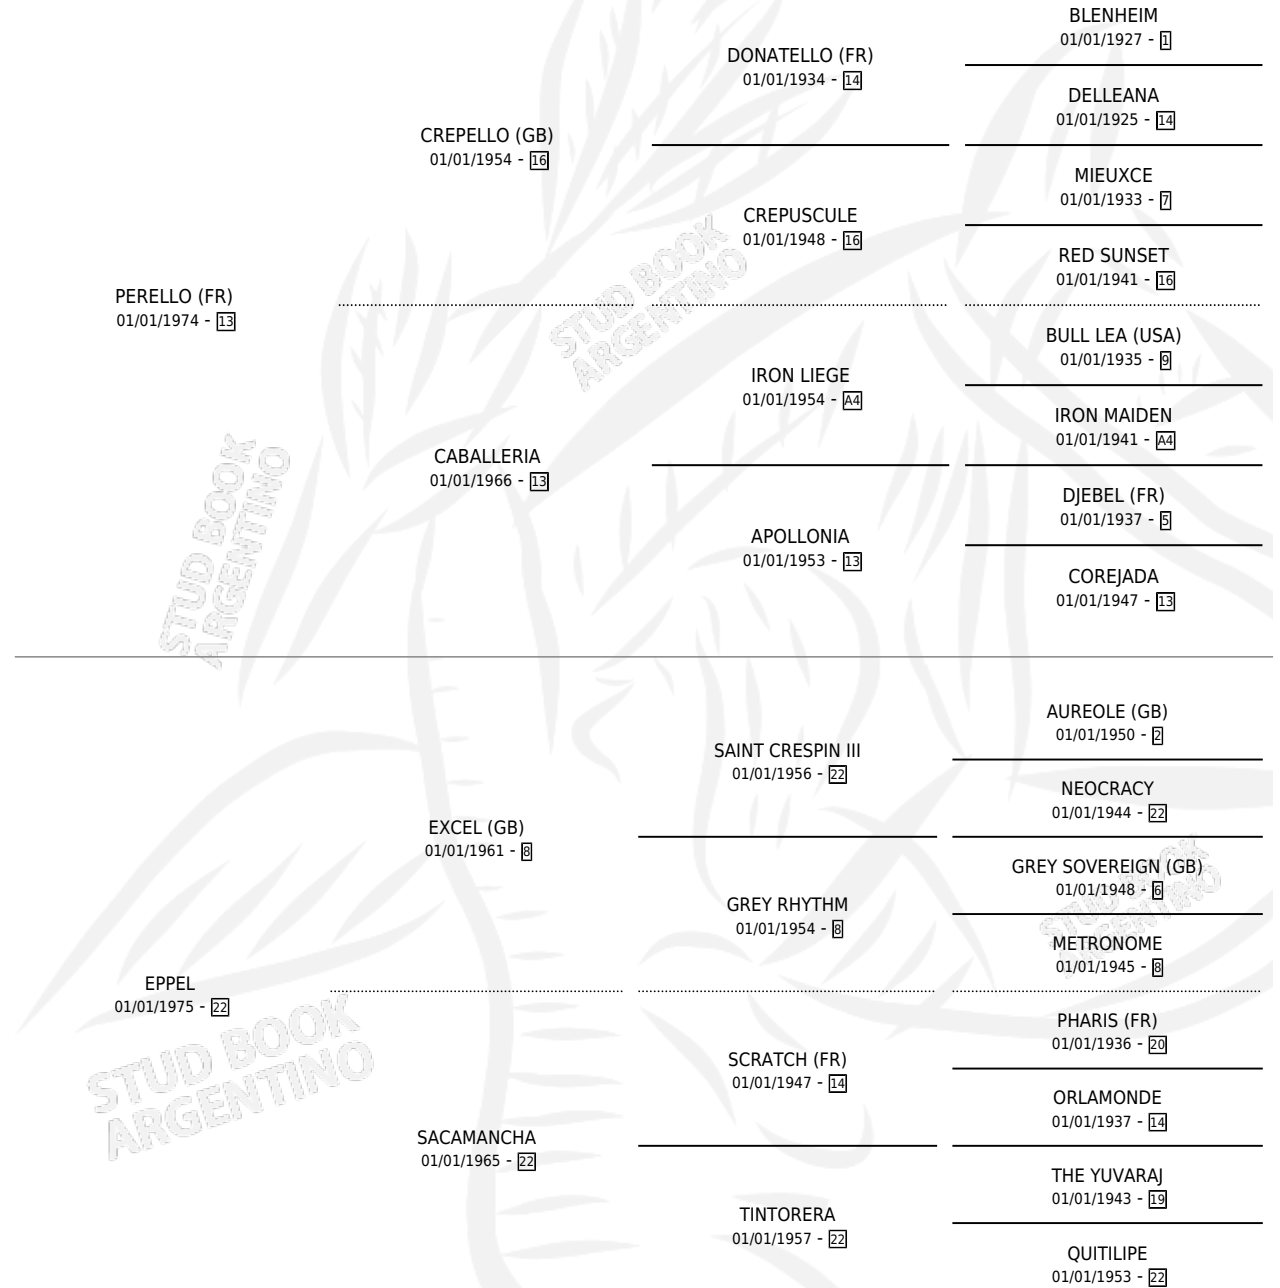 BLENHEIM
01/01/1927 - 1
DONATELLO (FR)
01/01/1934 - 14
DELLEANA
01/01/1925 - 14
CREPELLO (GB)
01/01/1954 - 16
MIEUXCE
01/01/1933 - 7
CREPUSCULE
01/01/1948 - 16
RED SUNSET
01/01/1941 - 16
PERELLO (FR)
01/01/1974 - 13
STUD BOOK
ARGENTINO
BULL LEA (USA)
01/01/1935 - 9
IRON LIEGE
01/01/1954 - A4
IRON MAIDEN
01/01/1941 - A4
CABALLERIA
01/01/1966 - 13
DJEBEL (FR)
01/01/1937 - 5
APOLLONIA
01/01/1953 - 13
COREJADA
01/01/1947 - 13
STUD BOOK
ARGENTINO
AUREOLE (GB)
01/01/1950 - 2
SAINT CRESPIN III
01/01/1956 - 22
NEOCRACY
01/01/1944 - 22
EXCEL (GB)
01/01/1961 - 8
GREY SOVEREIGN (GB)
01/01/1948 - 6
GREY RHYTHM
01/01/1954 - 8
STUD BOOK
ARGENTINO
METRONOME
01/01/1945 - 8
EPPEL
01/01/1975 - 22
PHARIS (FR)
01/01/1936 - 20
SCRATCH (FR)
01/01/1947 - 14
STUD BOOK
ARGENTINO
ORLAMONDE
01/01/1937 - 14
SACAMANCHA
01/01/1965 - 22
THE YUVARAJ
01/01/1943 - 19
TINTORERA
01/01/1957 - 22
QUITILIPE
01/01/1953 - 22